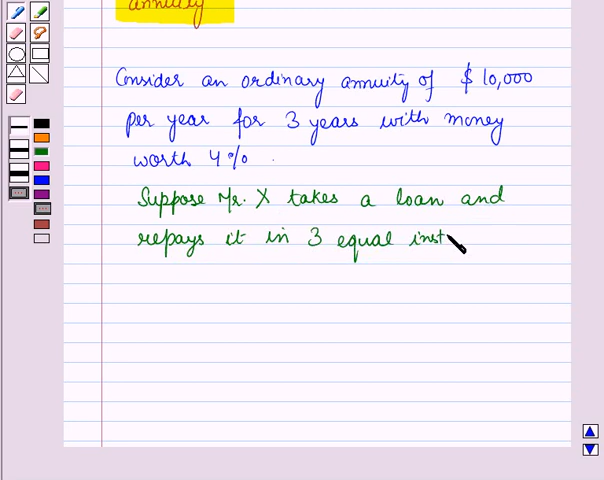 annuity
Consider an ordinary annuity of $ 10,000
per year for 3 years with money
worth 4%.
Suppose Mr. X takes a loan and
repays it in 3 equal inst